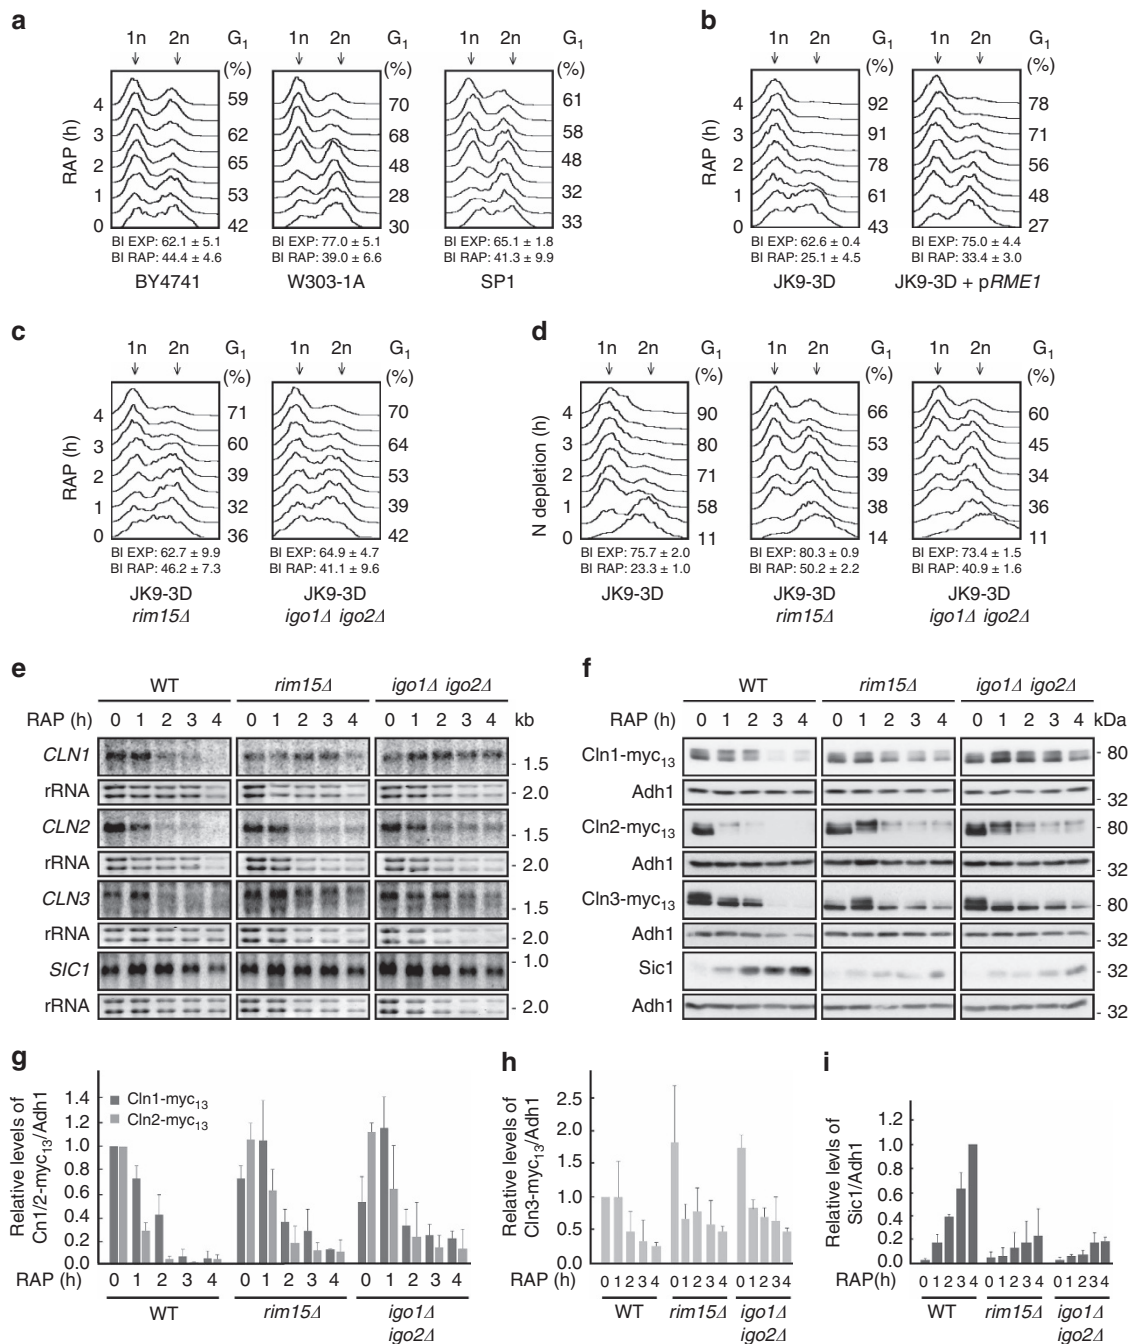 a
1n 2n G1 (%)
RAP (h)
4
3
2
1
0
59
62
65
53
42
BI EXP: 62.1 ± 5.1
BI RAP: 44.4 ± 4.6
BY4741
1n 2n G1 (%)
70
68
48
28
30
BI EXP: 77.0 ± 5.1
BI RAP: 39.0 ± 6.6
W303-1A
1n 2n G1 (%)
61
58
48
32
33
BI EXP: 65.1 ± 1.8
BI RAP: 41.3 ± 9.9
SP1
b
1n 2n G1 (%)
RAP (h)
4
3
2
1
0
92
91
78
61
43
BI EXP: 62.6 ± 0.4
BI RAP: 25.1 ± 4.5
JK9-3D
1n 2n G1 (%)
78
71
56
48
27
BI EXP: 75.0 ± 4.4
BI RAP: 33.4 ± 3.0
JK9-3D + pRME1
c
1n 2n G1 (%)
RAP (h)
4
3
2
1
0
71
60
39
32
36
BI EXP: 62.7 ± 9.9
BI RAP: 46.2 ± 7.3
JK9-3D
rim15Δ
1n 2n G1 (%)
70
64
53
39
42
BI EXP: 64.9 ± 4.7
BI RAP: 41.1 ± 9.6
JK9-3D
igo1Δ igo2Δ
d
1n 2n G1 (%)
N depletion (h)
4
3
2
1
0
90
80
71
58
11
BI EXP: 75.7 ± 2.0
BI RAP: 23.3 ± 1.0
JK9-3D
1n 2n G1 (%)
66
53
39
38
14
BI EXP: 80.3 ± 0.9
BI RAP: 50.2 ± 2.2
JK9-3D
rim15Δ
1n 2n G1 (%)
60
45
34
36
11
BI EXP: 73.4 ± 1.5
BI RAP: 40.9 ± 1.6
JK9-3D
igo1Δ igo2Δ
e
WT rim15Δ igo1Δ igo2Δ
RAP (h) 0 1 2 3 4 0 1 2 3 4 0 1 2 3 4 kb
CLN1 - 1.5
rRNA - 2.0
CLN2 - 1.5
rRNA - 2.0
CLN3 - 1.5
rRNA - 2.0
SIC1 - 1.0
rRNA - 2.0
f
WT rim15Δ igo1Δ igo2Δ
RAP (h) 0 1 2 3 4 0 1 2 3 4 0 1 2 3 4 kDa
Cln1-myc13 - 80
Adh1 - 32
Cln2-myc13 - 80
Adh1 - 32
Cln3-myc13 - 80
Adh1 - 32
Sic1 - 32
Adh1 - 32
g
Relative levels of
Cn1/2-myc13/Adh1
1.4
1.2
1.0
0.8
0.6
0.4
0.2
0.0
Cln1-myc13
Cln2-myc13
RAP (h) 0 1 2 3 4 0 1 2 3 4 0 1 2 3 4
WT rim15Δ igo1Δ
igo2Δ
h
Relative levels of
Cln3-myc13/Adh1
2.5
2.0
1.5
1.0
0.5
0.0
RAP (h) 0 1 2 3 4 0 1 2 3 4 0 1 2 3 4
WT rim15Δ igo1Δ
igo2Δ
i
Relative levels of
Sic1/Adh1
1.2
1.0
0.8
0.6
0.4
0.2
0.0
RAP(h) 0 1 2 3 4 0 1 2 3 4 0 1 2 3 4
WT rim15Δ igo1Δ
igo2Δ